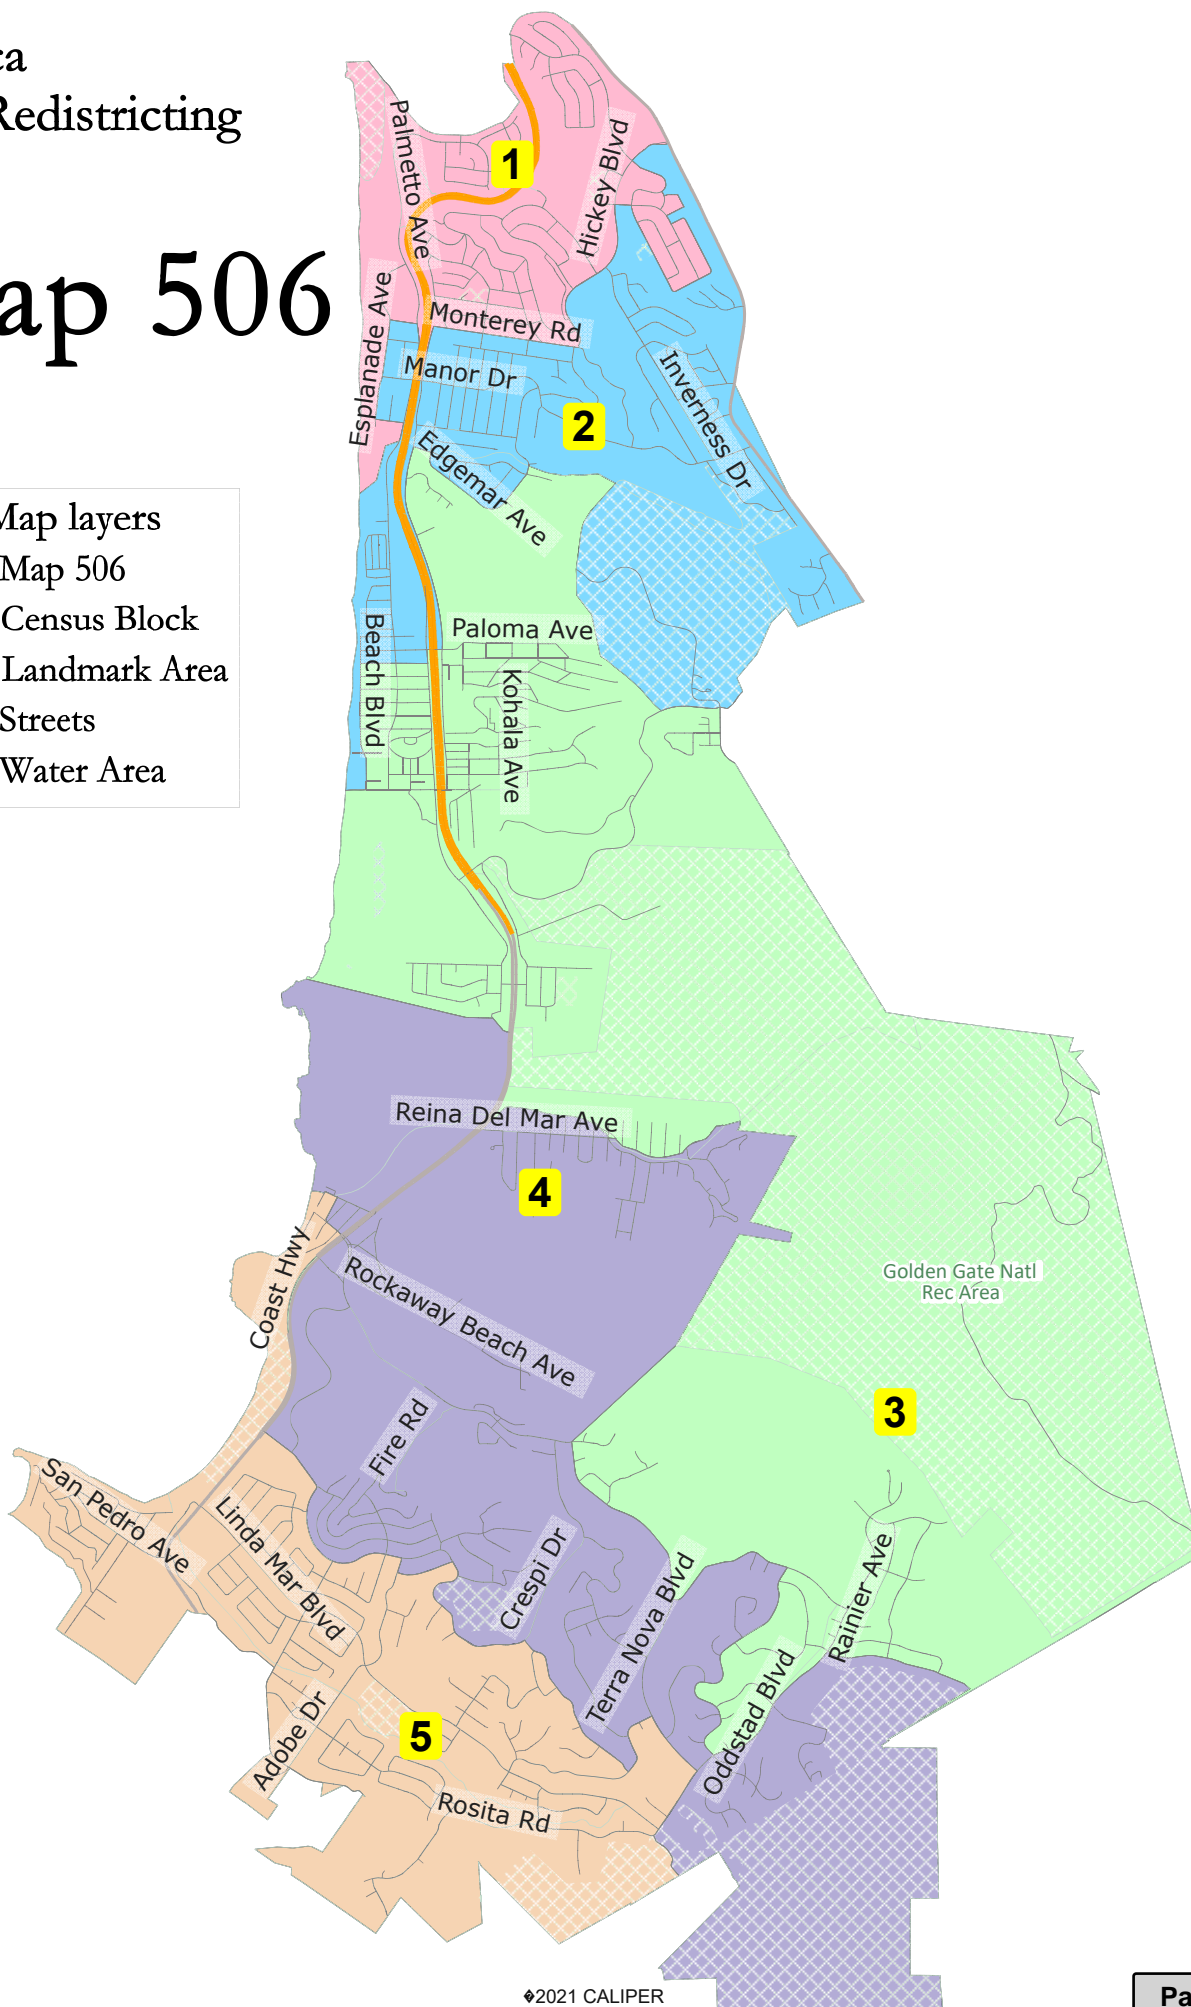 ca
Redistricting
ap 506
Map layers
Map 506
Census Block
Landmark Area
Streets
Water Area
1
Palmetto Ave
Hickey Blvd
Esplanade Ave
Monterey Rd
Manor Dr
2
Inverness Dr
Edgemar Ave
Beach Blvd
Paloma Ave
Kohala Ave
Reina Del Mar Ave
4
Coast Hwy
Rockaway Beach Ave
Golden Gate Natl
Rec Area
3
Fire Rd
San Pedro Ave
Linda Mar Blvd
Crespi Dr
Terra Nova Blvd
Rainier Ave
Oddstad Blvd
Adobe Dr
5
Rosita Rd
�2021 CALIPER
Pa